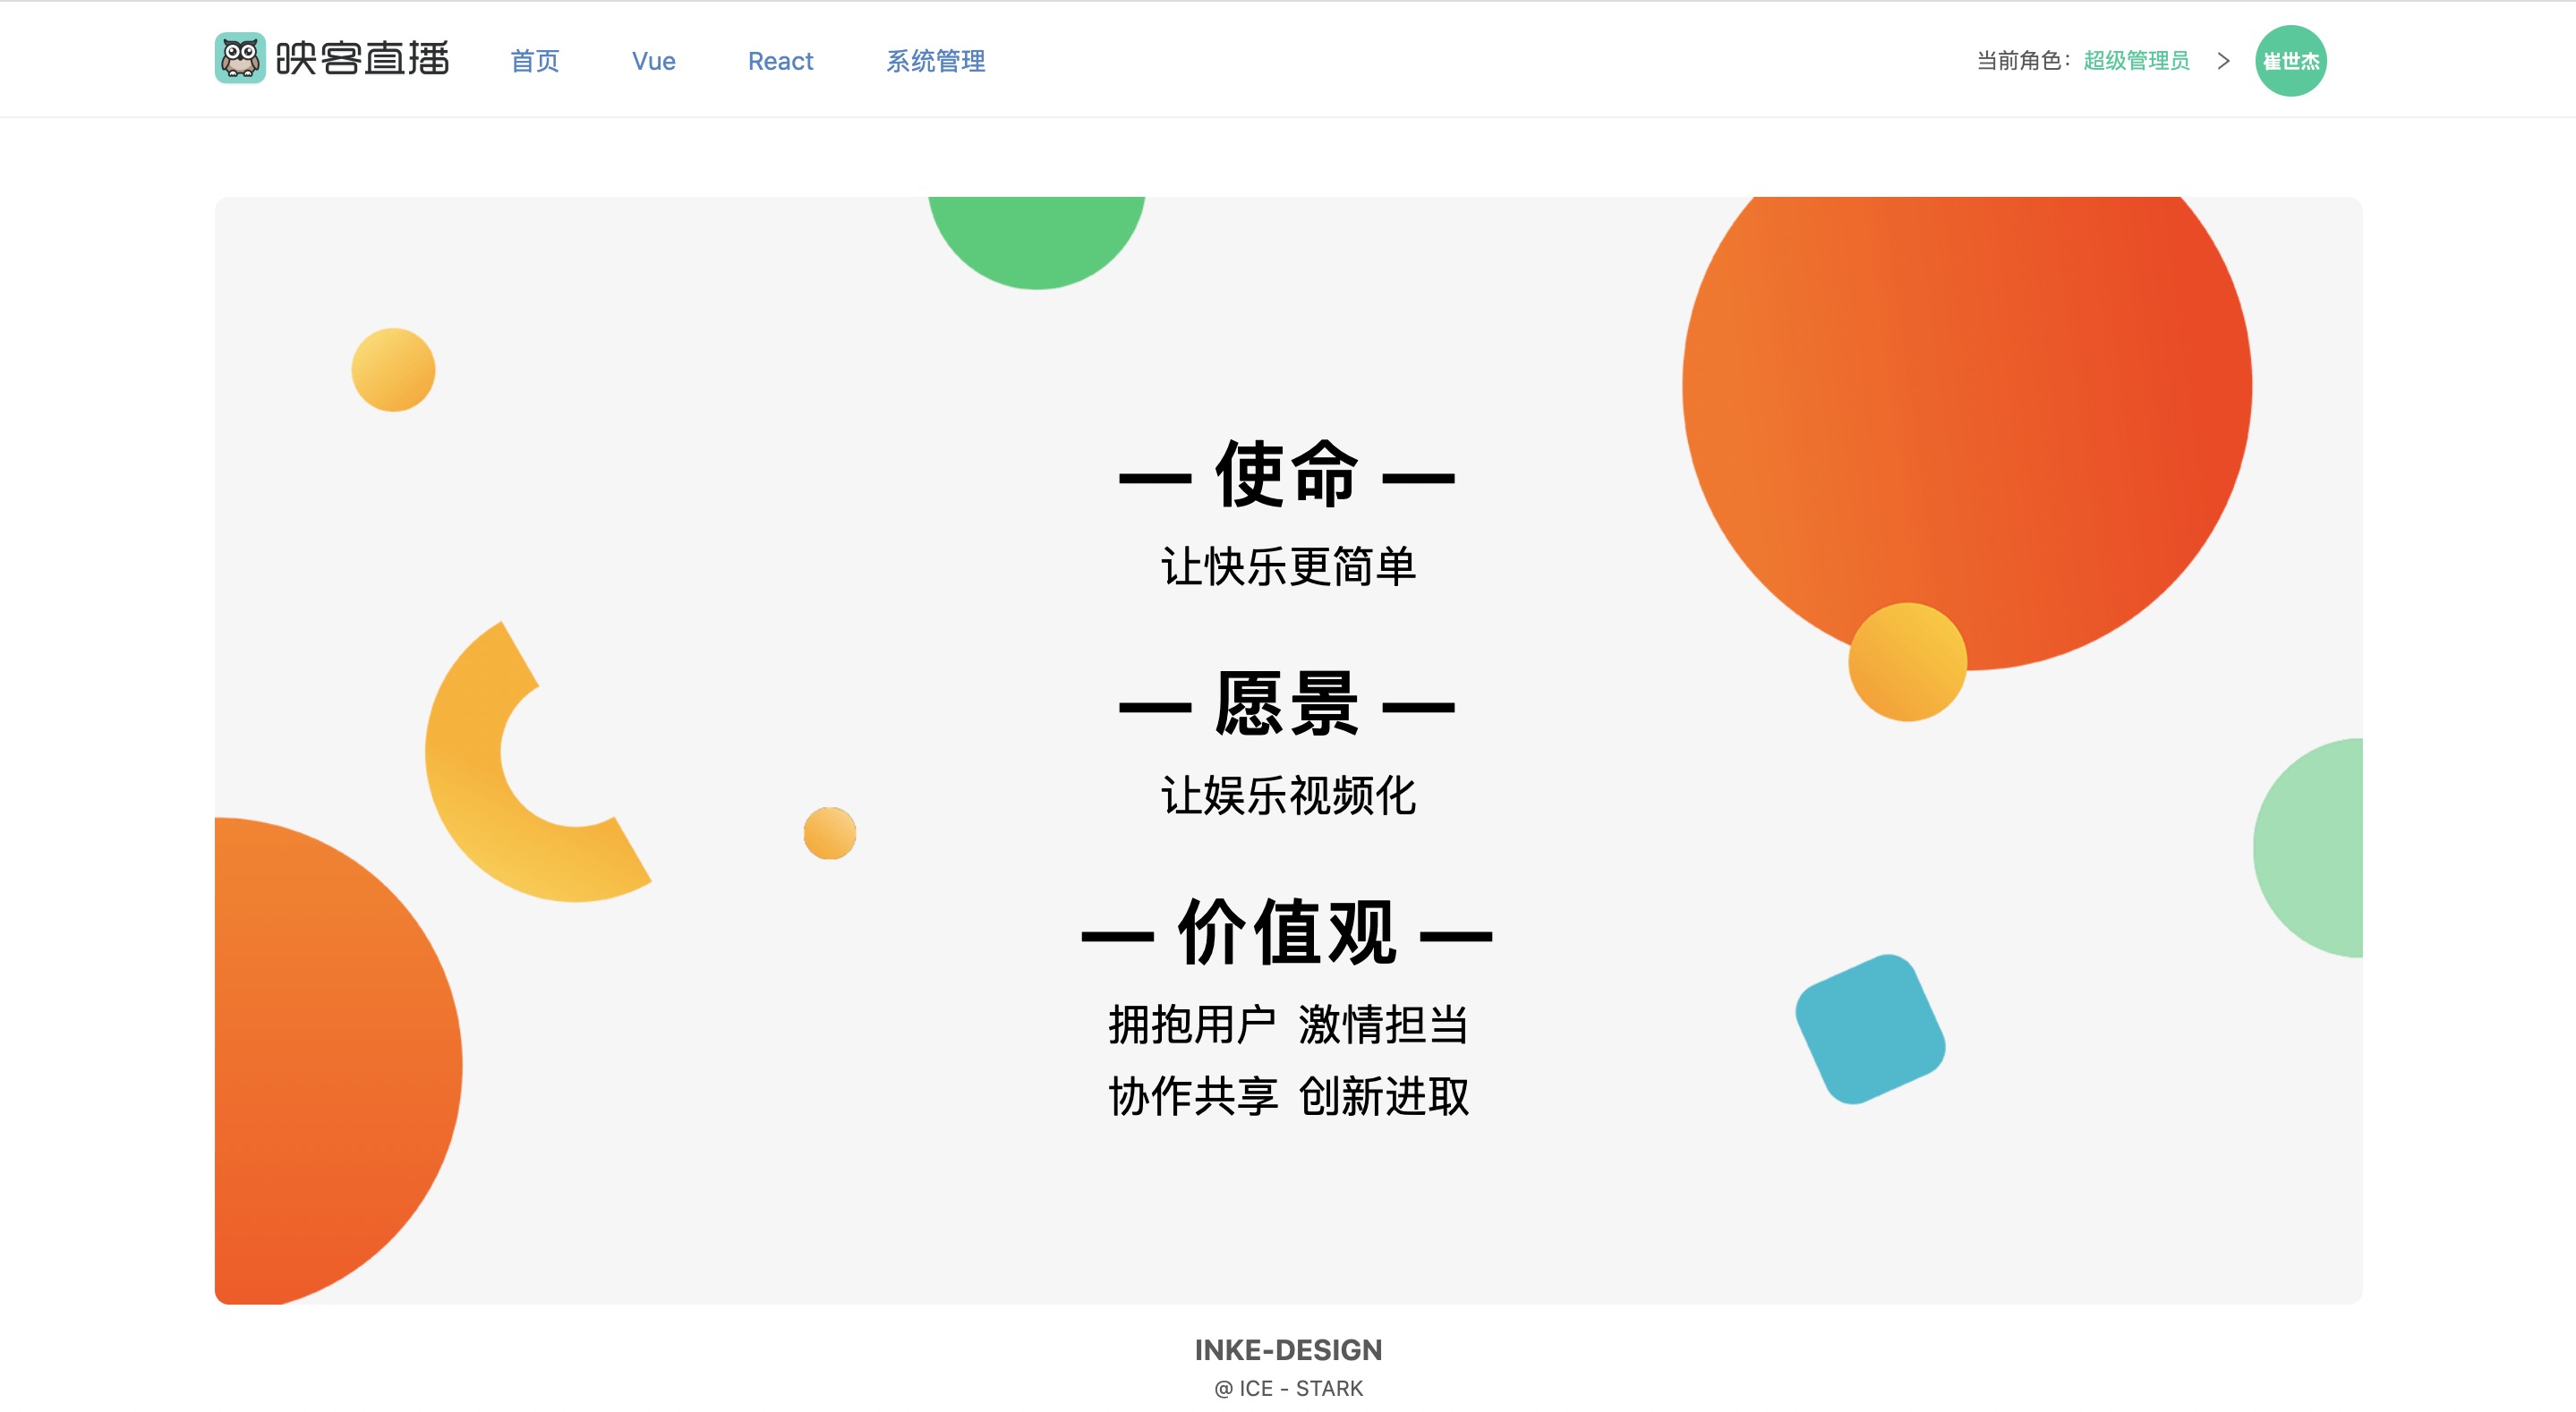 映客直播 首页 Vue React 系统管理 当前角色：超级管理员 > 崔世杰
— 使命 —
让快乐更简单
— 愿景 —
让娱乐视频化
— 价值观 —
拥抱用户 激情担当
协作共享 创新进取
INKE-DESIGN
@ ICE - STARK